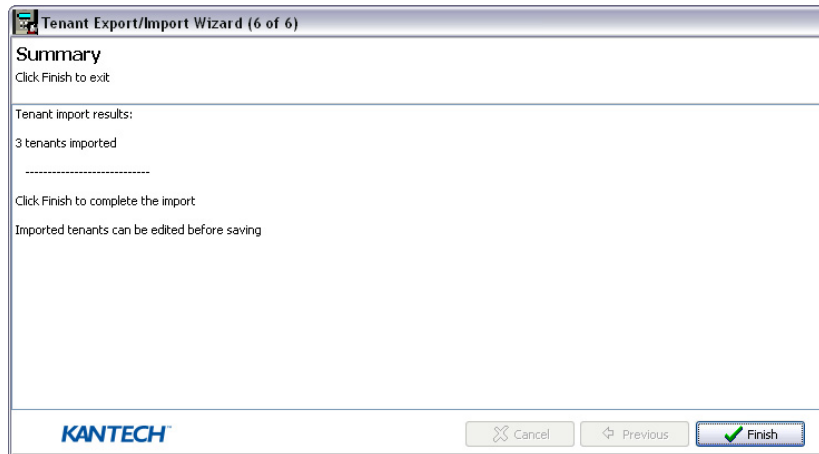 Tenant Export/Import Wizard (6 of 6)
Summary
Click Finish to exit
Tenant import results:
3 tenants imported
----------------------------
Click Finish to complete the import
Imported tenants can be edited before saving
KANTECH™
Cancel Previous Finish